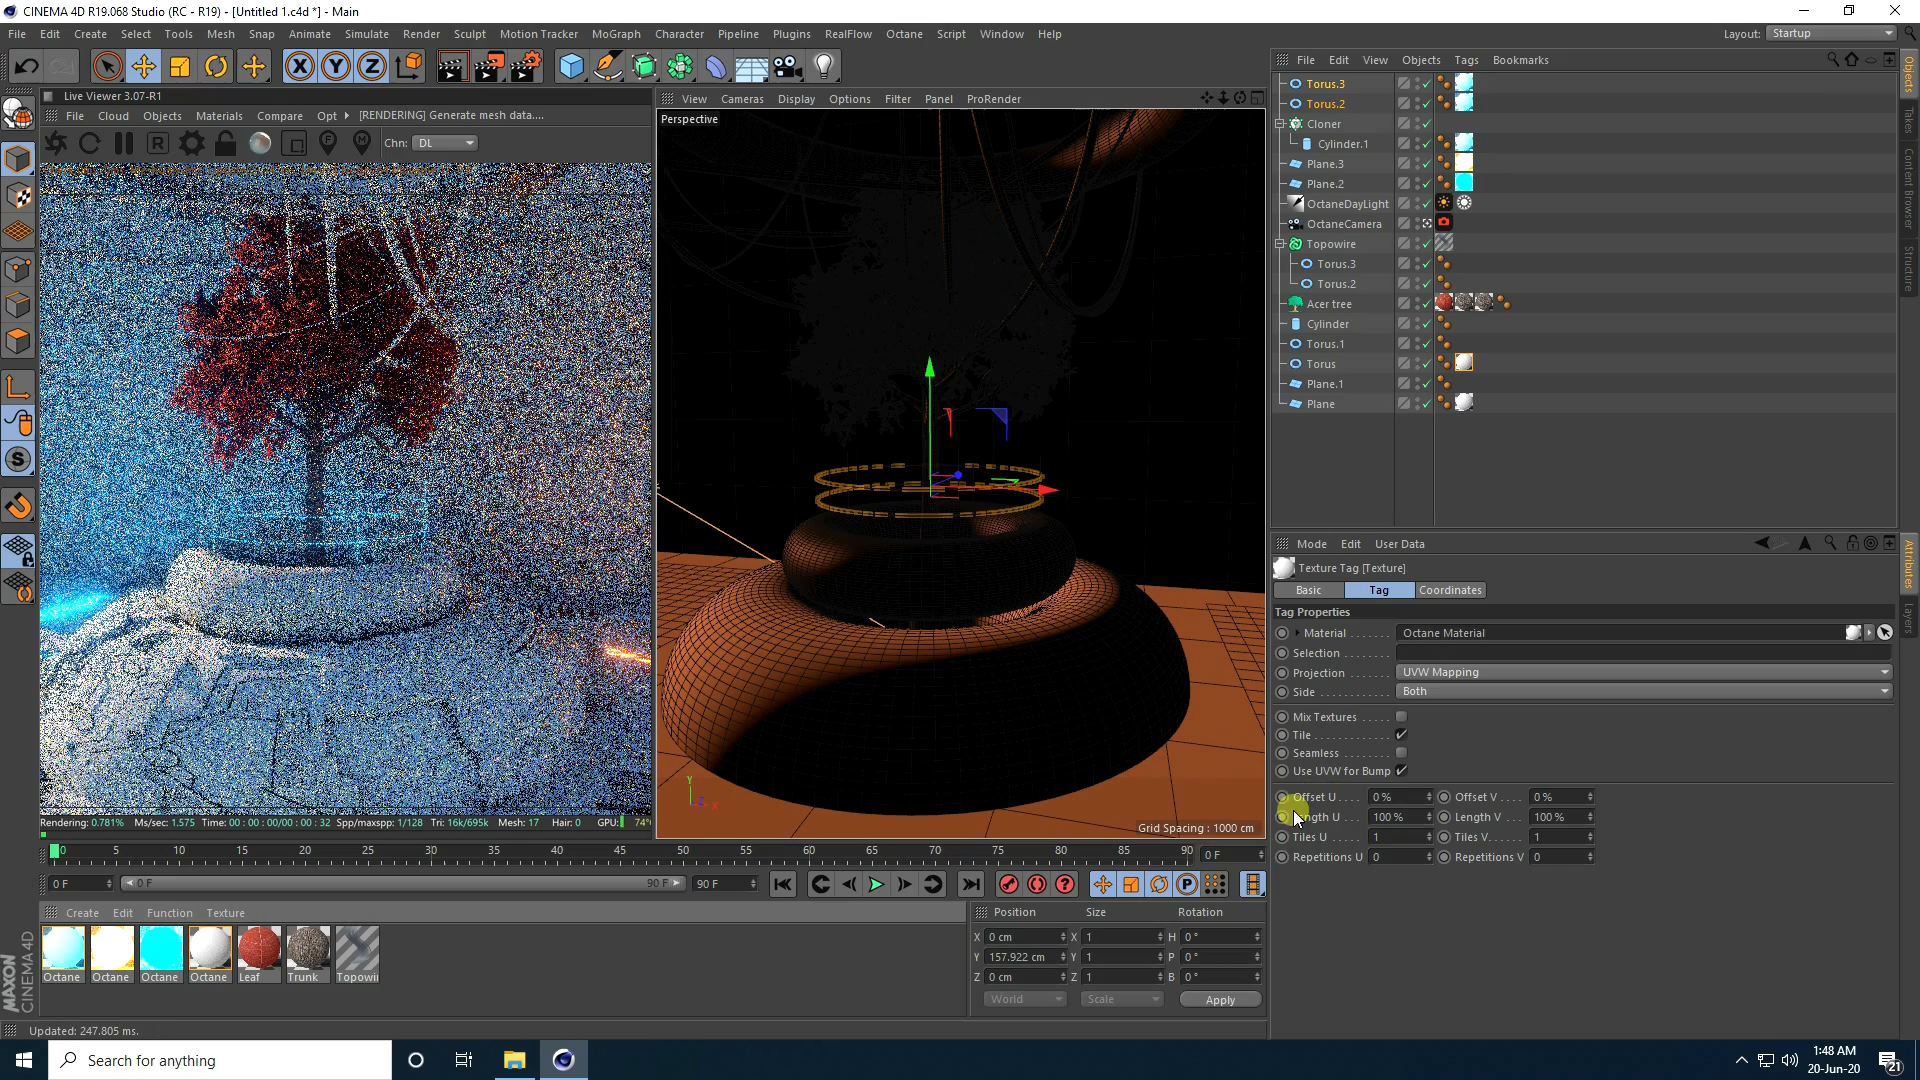 CINEMA 4D R19.068 Studio (RC - R19) - [Untitled 1.c4d *] - Main
File Edit Create Select Tools Mesh Snap Animate Simulate Render Sculpt Motion Tracker MoGraph Character Pipeline Plugins RealFlow Octane Script Window Help
Layout: Startup
Live Viewer 3.07-R1
File Cloud Objects Materials Compare Opt [RENDERING] Generate mesh data....
Chn: DL
Rendering: 0.781% Ms/sec: 1.575 Time: 00 : 00 : 00/00 : 00 : 32 Spp/maxspp: 1/128 Tri: 16k/695k Mesh: 17 Hair: 0 GPU: 74°
View Cameras Display Options Filter Panel ProRender
Perspective
Grid Spacing : 1000 cm
File Edit View Objects Tags Bookmarks
Torus.3
Torus.2
Cloner
Cylinder.1
Plane.3
Plane.2
OctaneDayLight
OctaneCamera
Topowire
Torus.3
Torus.2
Acer tree
Cylinder
Torus.1
Torus
Plane.1
Plane
Objects
Takes
Content Browser
Structure
Mode Edit User Data
Texture Tag [Texture]
Basic Tag Coordinates
Tag Properties
Material Octane Material
Selection
Projection UVW Mapping
Side Both
Mix Textures
Tile
Seamless
Use UVW for Bump
Offset U 0 % Offset V 0 %
ngth U 100 % Length V 100 %
Tiles U 1 Tiles V 1
Repetitions U 0 Repetitions V 0
Attributes
Layers
0 5 10 15 20 25 30 35 40 45 50 55 60 65 70 75 80 85 90 0 F
0 F 0 F 90 F 90 F
Create Edit Function Texture
Octane Octane Octane Octane Leaf Trunk Topowir
Position Size Rotation
X 0 cm X 1 H 0 °
Y 157.922 cm Y 1 P 0 °
Z 0 cm Z 1 B 0 °
World Scale Apply
MAXON
CINEMA 4D
Updated: 247.805 ms.
Search for anything
1:48 AM
20-Jun-20
21